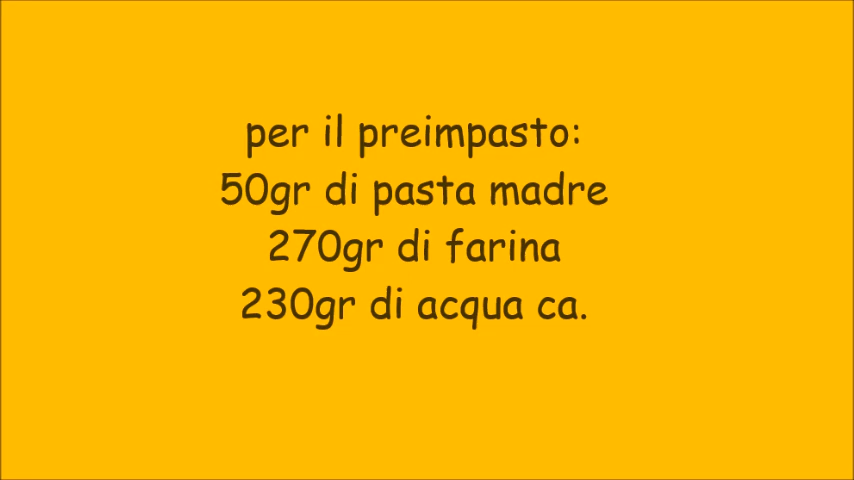 per il preimpasto:
50gr di pasta madre
270gr di farina
230gr di acqua ca.